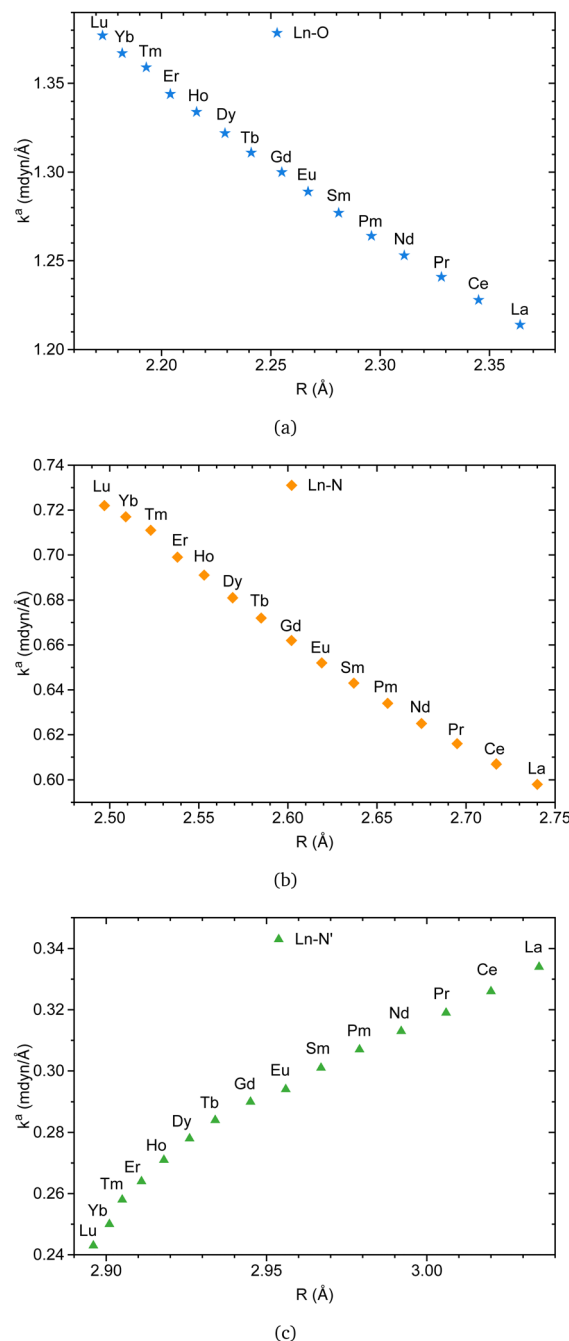 Lu
Yb
Tm
Er
Ho
Dy
Tb
Gd
Eu
Sm
Pm
Nd
Pr
Ce
La
Ln-O
1.35
1.30
1.25
1.20
kᵃ (mdyn/Å)
2.20 2.25 2.30 2.35
R (Å)
(a)
Lu
Yb
Tm
Er
Ho
Dy
Tb
Gd
Eu
Sm
Pm
Nd
Pr
Ce
La
Ln-N
0.74
0.72
0.70
0.68
0.66
0.64
0.62
0.60
kᵃ (mdyn/Å)
2.50 2.55 2.60 2.65 2.70 2.75
R (Å)
(b)
Ln-N'
La
Ce
Pr
Nd
Pm
Sm
Eu
Gd
Tb
Dy
Ho
Er
Tm
Yb
Lu
0.34
0.32
0.30
0.28
0.26
0.24
kᵃ (mdyn/Å)
2.90 2.95 3.00
R (Å)
(c)